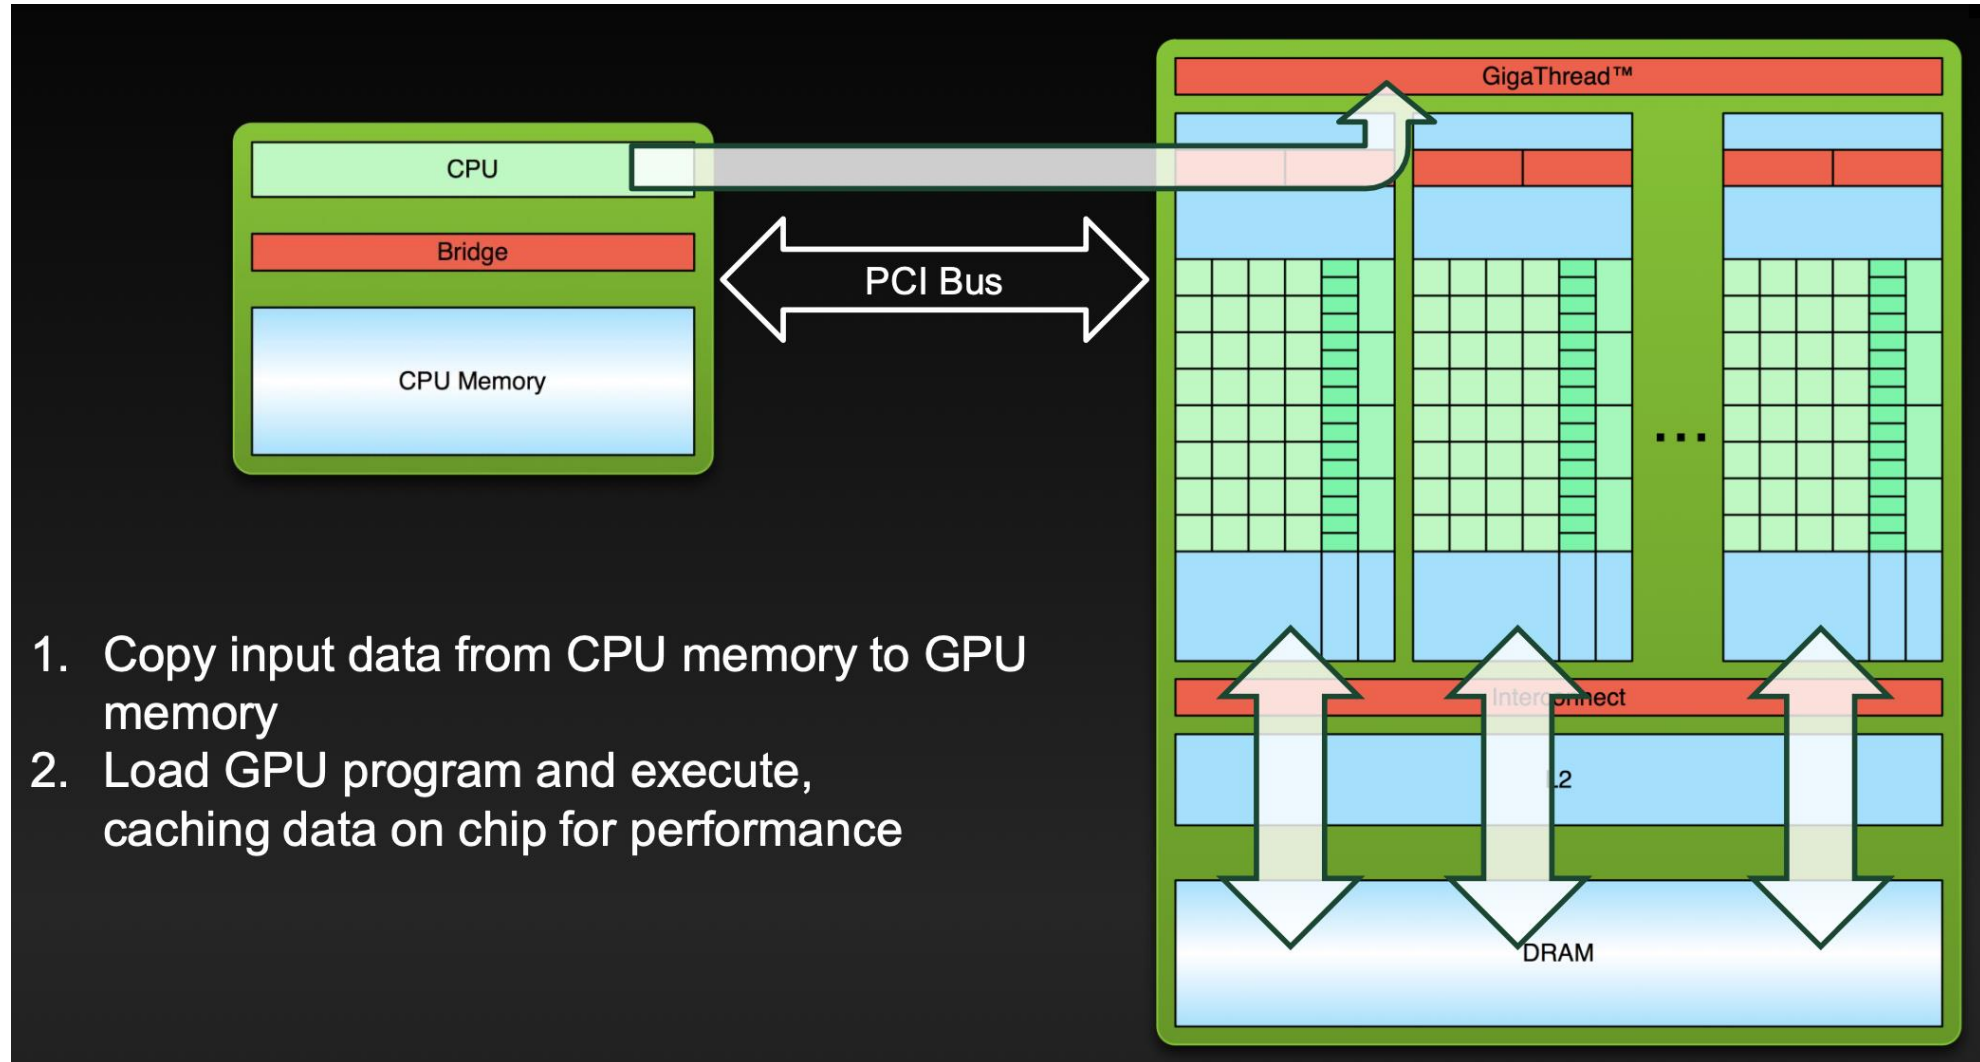 GigaThread™
CPU
Bridge
PCI Bus
CPU Memory
...
1. Copy input data from CPU memory to GPU
memory
2. Load GPU program and execute,
caching data on chip for performance
Interconnect
L2
DRAM